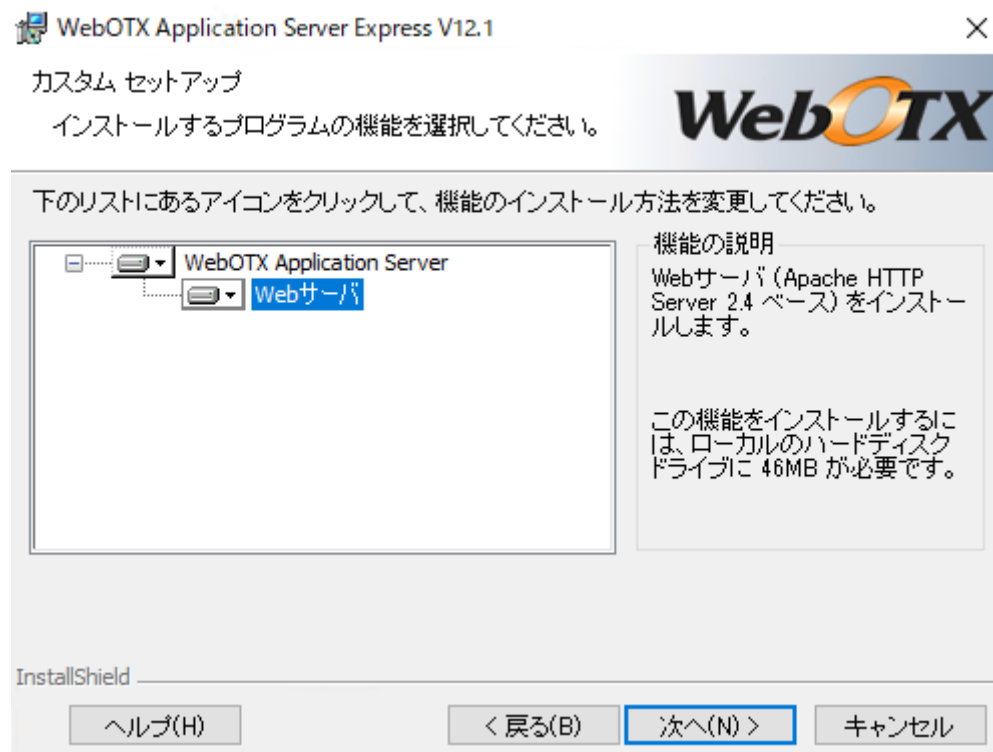 WebOTX Application Server Express V12.1
カスタム セットアップ
インストールするプログラムの機能を選択してください。
WebOTX
下のリストにあるアイコンをクリックして、機能のインストール方法を変更してください。
WebOTX Application Server
Webサーバ
機能の説明
Webサーバ (Apache HTTP
Server 2.4 ベース) をインストー
ルします。
この機能をインストールするに
は、ローカルのハードディスク
ドライブに 46MB が必要です。
InstallShield
ヘルプ(H)
< 戻る(B)
次へ(N) >
キャンセル